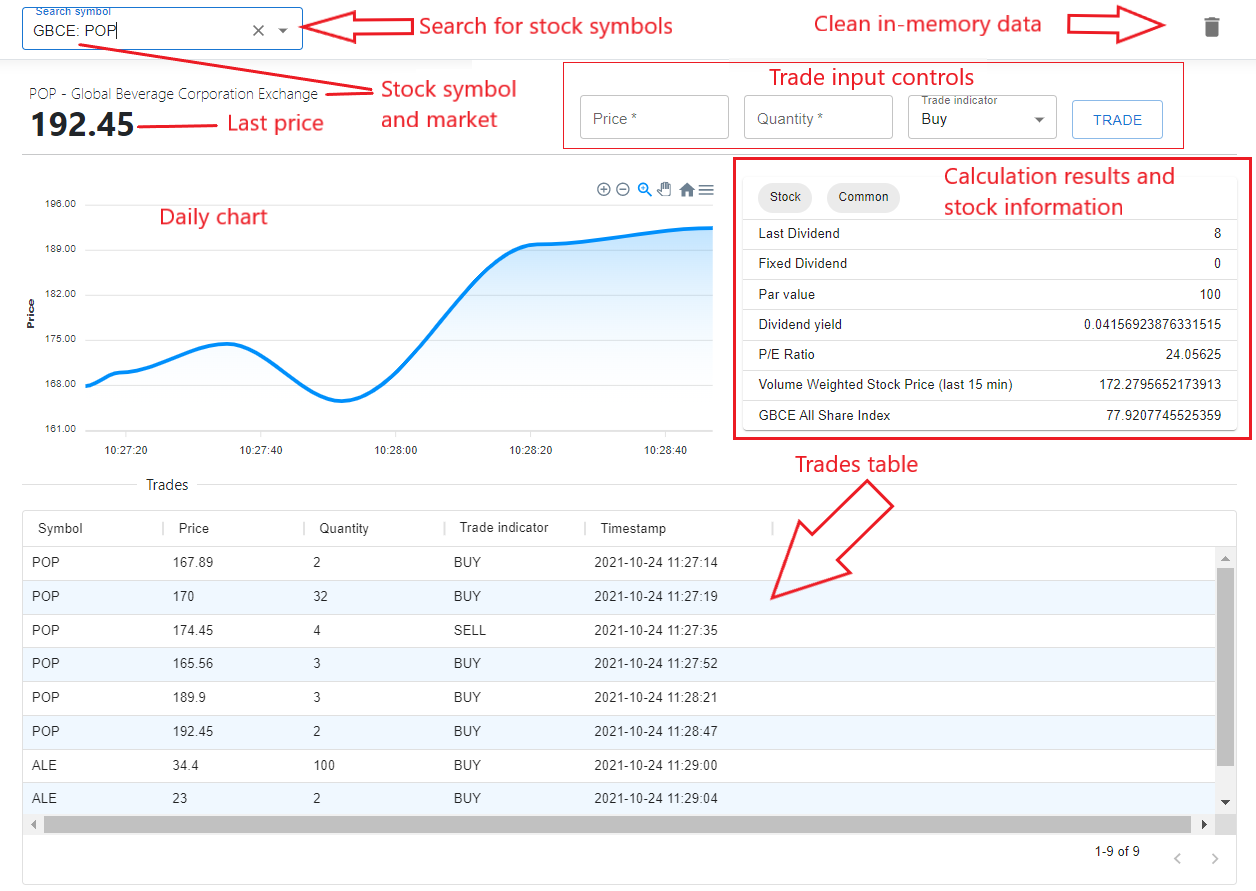 Search symbol
GBCE: POP
Search for stock symbols
Clean in-memory data
POP - Global Beverage Corporation Exchange
192.45
Last price
Stock symbol
and market
Trade input controls
Price *
Quantity *
Trade indicator
Buy
TRADE
Daily chart
Price
196.00
189.00
182.00
175.00
168.00
161.00
10:27:20 10:27:40 10:28:00 10:28:20 10:28:40
Calculation results and
stock information
Stock Common
Last Dividend 8
Fixed Dividend 0
Par value 100
Dividend yield 0.04156923876331515
P/E Ratio 24.05625
Volume Weighted Stock Price (last 15 min) 172.2795652173913
GBCE All Share Index 77.9207745525359
Trades table
Trades
Symbol Price Quantity Trade indicator Timestamp
POP 167.89 2 BUY 2021-10-24 11:27:14
POP 170 32 BUY 2021-10-24 11:27:19
POP 174.45 4 SELL 2021-10-24 11:27:35
POP 165.56 3 BUY 2021-10-24 11:27:52
POP 189.9 3 BUY 2021-10-24 11:28:21
POP 192.45 2 BUY 2021-10-24 11:28:47
ALE 34.4 100 BUY 2021-10-24 11:29:00
ALE 23 2 BUY 2021-10-24 11:29:04
1-9 of 9